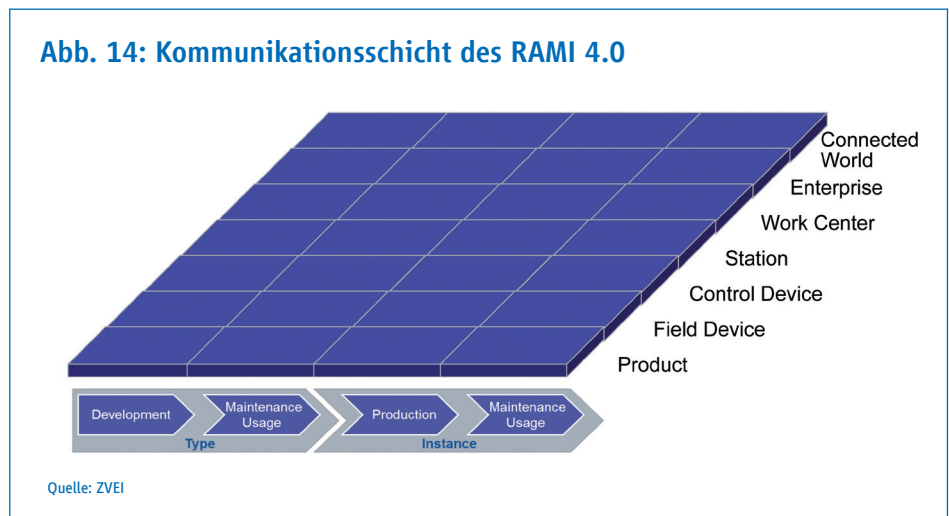 Abb. 14: Kommunikationsschicht des RAMI 4.0
Connected
World
Enterprise
Work Center
Station
Control Device
Field Device
Product
Development
Maintenance
Usage
Production
Maintenance
Usage
Type
Instance
Quelle: ZVEI